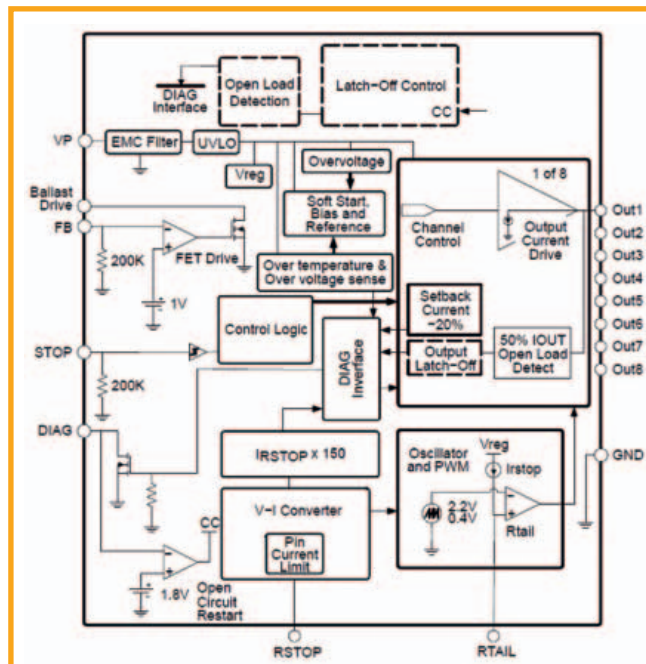 DIAG
Interface
Open Load
Detection
Latch-Off Control
CC
VP
EMC Filter
UVLO
Vreg
Overvoltage
1 of 8
Ballast
Drive
FB
Soft Start,
Bias and
Reference
Channel
Control
Output
Current
Drive
Out1
Out2
Out3
Out4
Out5
Out6
Out7
Out8
FET Drive
200K
1V
Over temperature &
Over voltage sense
Setback
Current
-20%
Control Logic
STOP
DIAG
Inverface
Output
Latch-Off
50% IOUT
Open Load
Detect
200K
DIAG
IRSTOP x 150
Oscillator
and PWM
Vreg
Irstop
GND
V-I Converter
2.2V
0.4V
Rtail
CC
Pin
Current
Limit
1.8V
Open
Circuit
Restart
RSTOP
RTAIL